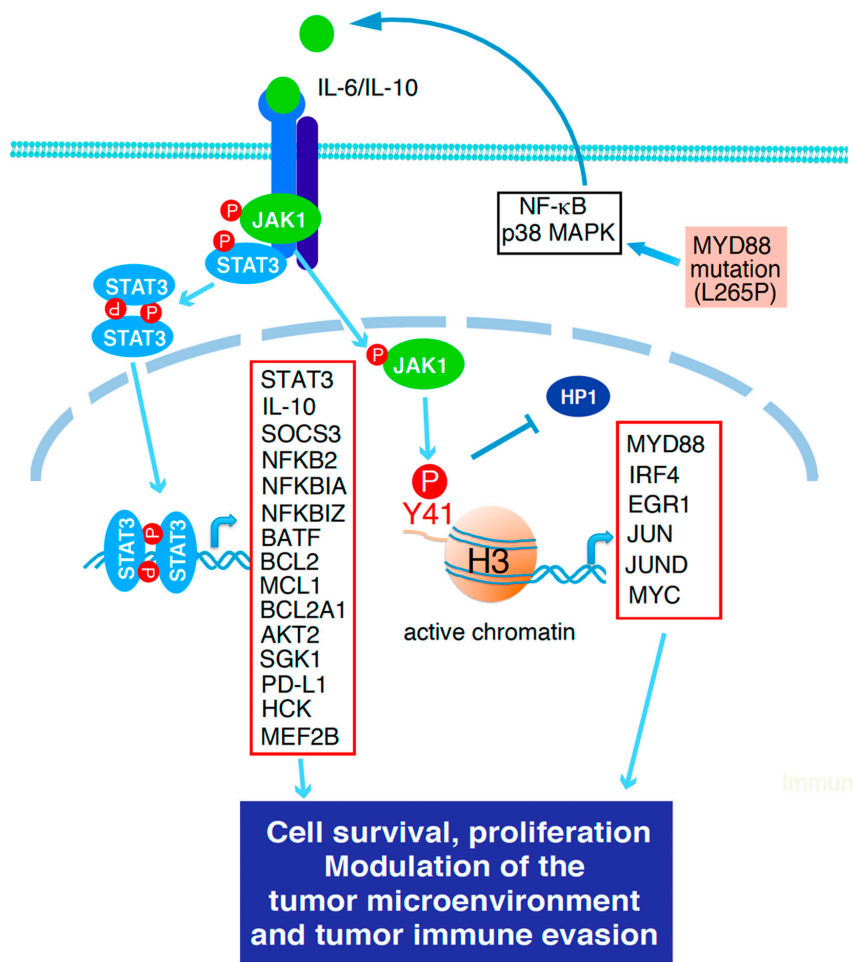 IL-6/IL-10
NF-κB
p38 MAPK
MYD88
mutation
(L265P)
P
JAK1
P
STAT3
STAT3
P
P
STAT3
P
JAK1
HP1
STAT3
IL-10
SOCS3
NFKB2
NFKBIA
NFKBIZ
BATF
BCL2
MCL1
BCL2A1
AKT2
SGK1
PD-L1
HCK
MEF2B
P
Y41
H3
active chromatin
MYD88
IRF4
EGR1
JUN
JUND
MYC
STAT3
P
P
STAT3
Immun
Cell survival, proliferation
Modulation of the
tumor microenvironment
and tumor immune evasion